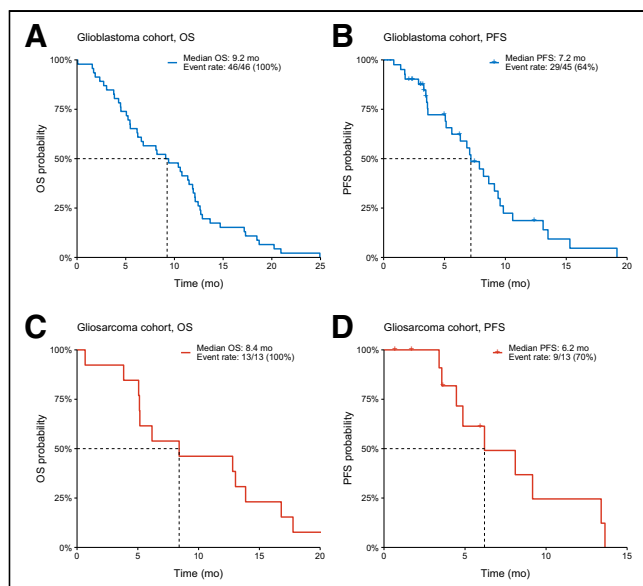 A
Glioblastoma cohort, OS
Median OS: 9.2 mo
Event rate: 46/46 (100%)
100%
75%
50%
25%
0%
OS probability
0
5
10
15
20
25
Time (mo)
B
Glioblastoma cohort, PFS
Median PFS: 7.2 mo
Event rate: 29/45 (64%)
100%
75%
50%
25%
0%
PFS probability
0
5
10
15
20
Time (mo)
C
Gliosarcoma cohort, OS
Median OS: 8.4 mo
Event rate: 13/13 (100%)
100%
75%
50%
25%
0%
OS probability
0
5
10
15
20
Time (mo)
D
Gliosarcoma cohort, PFS
Median PFS: 6.2 mo
Event rate: 9/13 (70%)
100%
75%
50%
25%
0%
PFS probability
0
5
10
15
Time (mo)